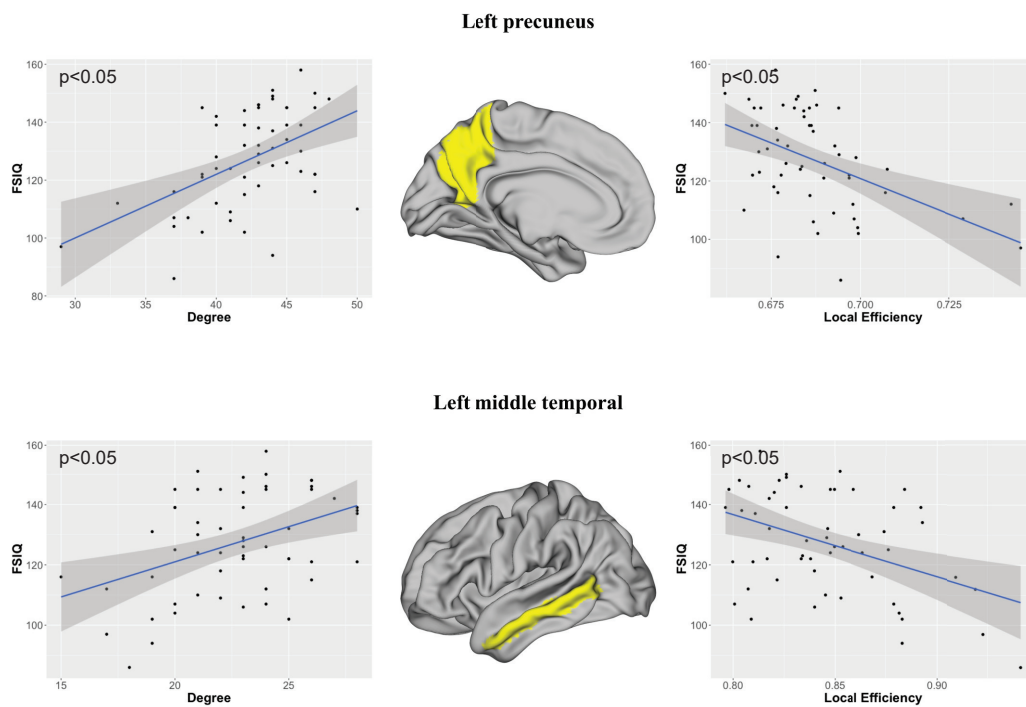 Left precuneus
p<0.05
160
140
120
100
80
FSIQ
30
35
40
45
50
Degree
p<0.05
160
140
120
100
FSIQ
0.675
0.700
0.725
Local Efficiency
Left middle temporal
p<0.05
160
140
120
100
FSIQ
15
20
25
Degree
p<0.05
160
140
120
100
FSIQ
0.80
0.85
0.90
Local Efficiency